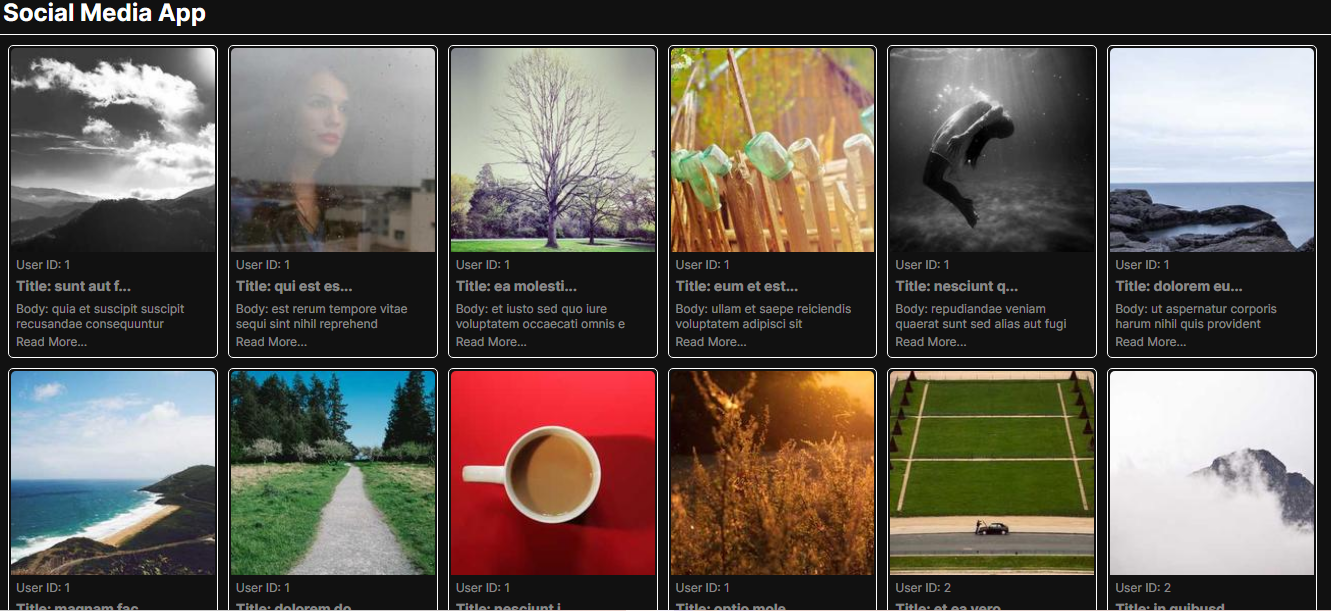 Social Media App
User ID: 1
Title: sunt aut f...
Body: quia et suscipit suscipit
recusandae consequuntur
Read More...
User ID: 1
Title: qui est es...
Body: est rerum tempore vitae
sequi sint nihil reprehend
Read More...
User ID: 1
Title: ea molesti...
Body: et iusto sed quo iure
voluptatem occaecati omnis e
Read More...
User ID: 1
Title: eum et est...
Body: ullam et saepe reiciendis
voluptatem adipisci sit
Read More...
User ID: 1
Title: nesciunt q...
Body: repudiandae veniam
quaerat sunt sed alias aut fugi
Read More...
User ID: 1
Title: dolorem eu...
Body: ut aspernatur corporis
harum nihil quis provident
Read More...
User ID: 1
Title: magnam fac...
User ID: 1
Title: dolorem do...
User ID: 1
Title: nesciunt i...
User ID: 1
Title: optio mole...
User ID: 2
Title: et ea vero...
User ID: 2
Title: in quibusd...